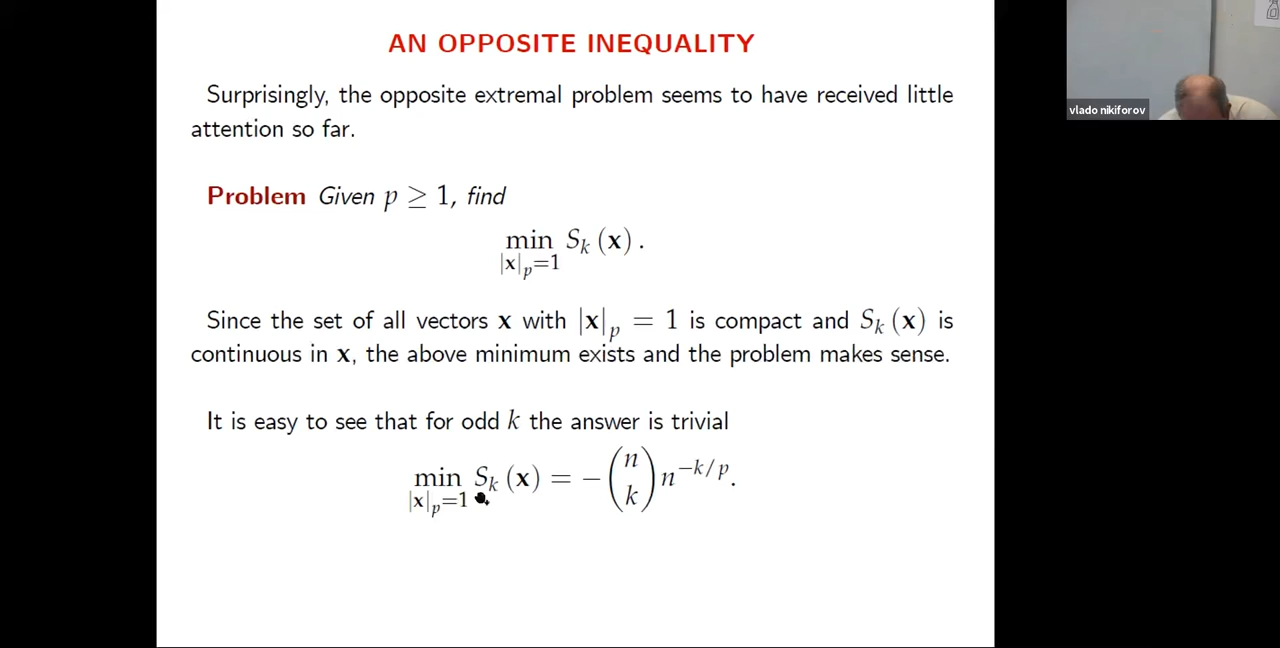 AN OPPOSITE INEQUALITY
Surprisingly, the opposite extremal problem seems to have received little
attention so far.
Problem Given p ≥ 1, find
min S_k (x) .
|x|_p=1
Since the set of all vectors x with |x|_p = 1 is compact and S_k (x) is
continuous in x, the above minimum exists and the problem makes sense.
It is easy to see that for odd k the answer is trivial
min S_k (x) = − (n k) n^{−k/p}.
|x|_p=1
vlado nikiforov